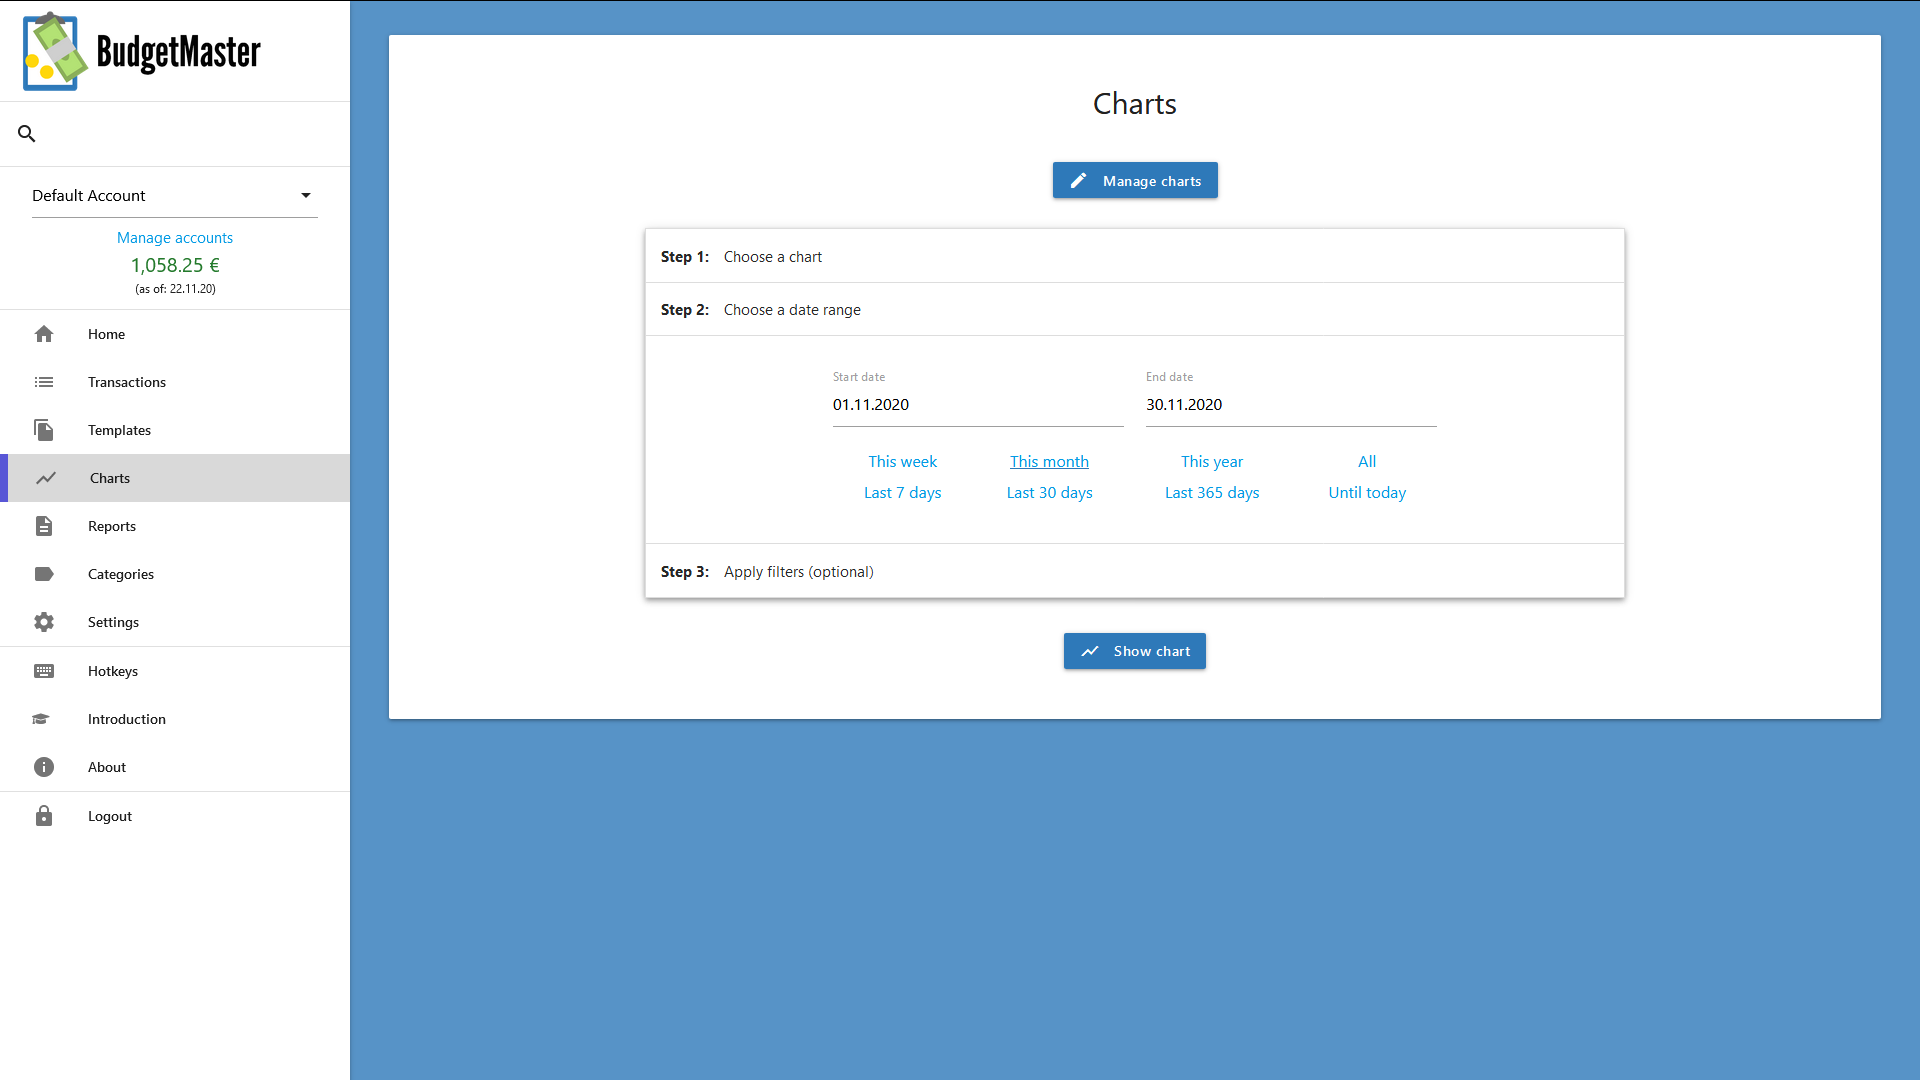 BudgetMaster
Default Account
Manage accounts
1,058.25 €
(as of: 22.11.20)
Home
Transactions
Templates
Charts
Reports
Categories
Settings
Hotkeys
Introduction
About
Logout
Charts
Manage charts
Step 1: Choose a chart
Step 2: Choose a date range
Start date End date
01.11.2020 30.11.2020
This week This month This year All
Last 7 days Last 30 days Last 365 days Until today
Step 3: Apply filters (optional)
Show chart